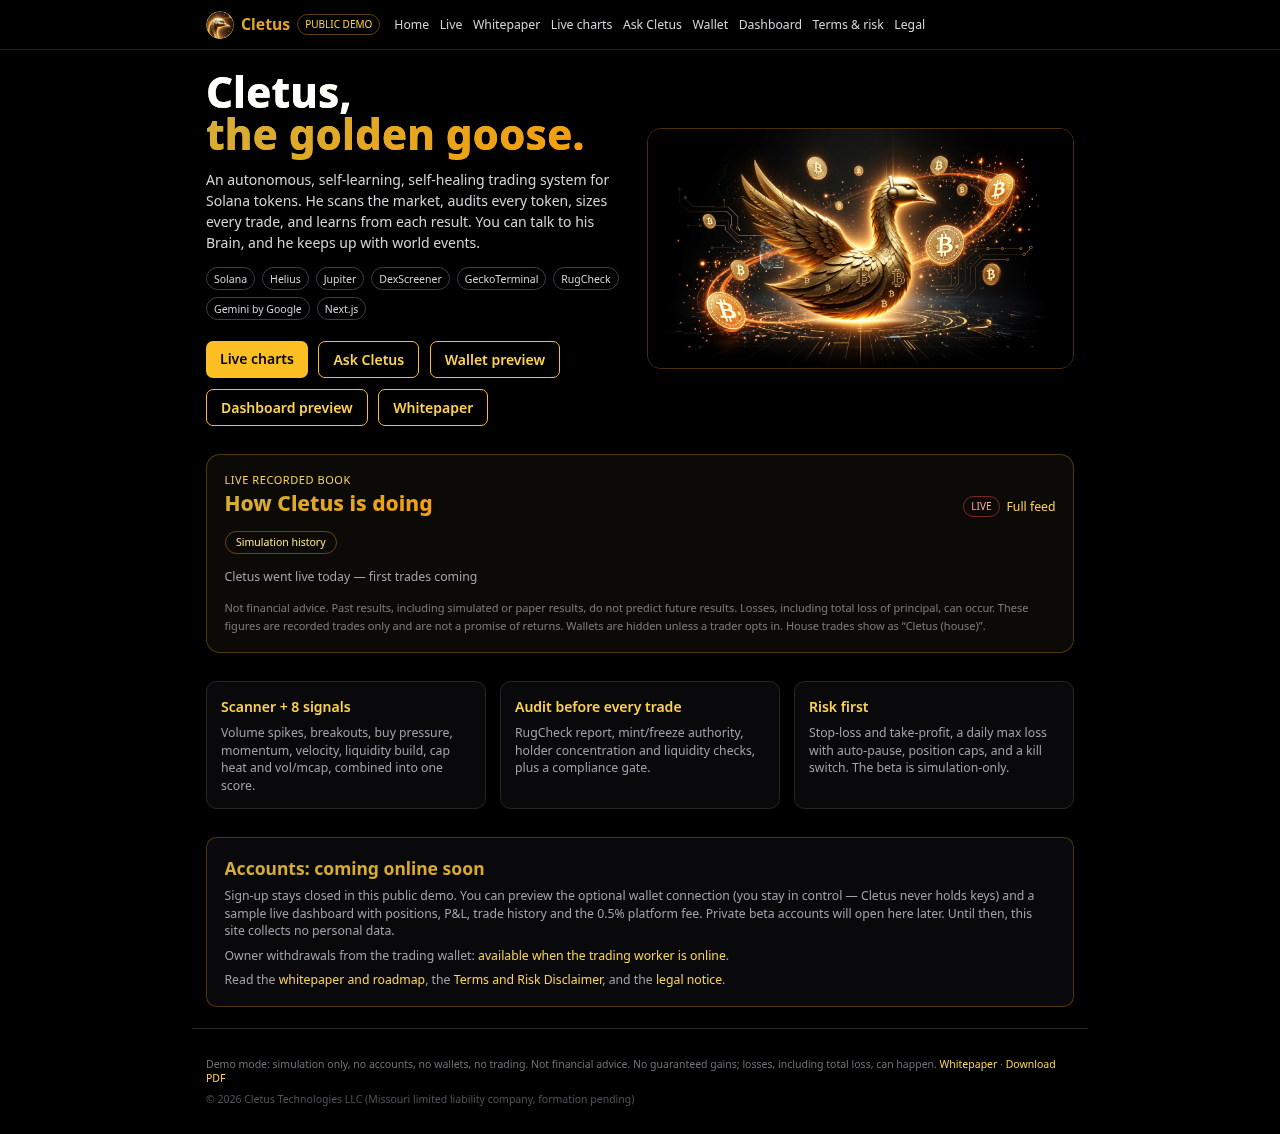 Cletus PUBLIC DEMO Home Live Whitepaper Live charts Ask Cletus Wallet Dashboard Terms & risk Legal
Cletus,
the golden goose.
An autonomous, self-learning, self-healing trading system for
Solana tokens. He scans the market, audits every token, sizes
every trade, and learns from each result. You can talk to his
Brain, and he keeps up with world events.
Solana Helius Jupiter DexScreener GeckoTerminal RugCheck
Gemini by Google Next.js
Live charts Ask Cletus Wallet preview
Dashboard preview Whitepaper
LIVE RECORDED BOOK
How Cletus is doing
LIVE Full feed
Simulation history
Cletus went live today — first trades coming
Not financial advice. Past results, including simulated or paper results, do not predict future results. Losses, including total loss of principal, can occur. These
figures are recorded trades only and are not a promise of returns. Wallets are hidden unless a trader opts in. House trades show as “Cletus (house)”.
Scanner + 8 signals
Volume spikes, breakouts, buy pressure,
momentum, velocity, liquidity build, cap
heat and vol/mcap, combined into one
score.
Audit before every trade
RugCheck report, mint/freeze authority,
holder concentration and liquidity checks,
plus a compliance gate.
Risk first
Stop-loss and take-profit, a daily max loss
with auto-pause, position caps, and a kill
switch. The beta is simulation-only.
Accounts: coming online soon
Sign-up stays closed in this public demo. You can preview the optional wallet connection (you stay in control — Cletus never holds keys) and a
sample live dashboard with positions, P&L, trade history and the 0.5% platform fee. Private beta accounts will open here later. Until then, this
site collects no personal data.
Owner withdrawals from the trading wallet: available when the trading worker is online.
Read the whitepaper and roadmap, the Terms and Risk Disclaimer, and the legal notice.
Demo mode: simulation only, no accounts, no wallets, no trading. Not financial advice. No guaranteed gains; losses, including total loss, can happen. Whitepaper · Download
PDF
© 2026 Cletus Technologies LLC (Missouri limited liability company, formation pending)